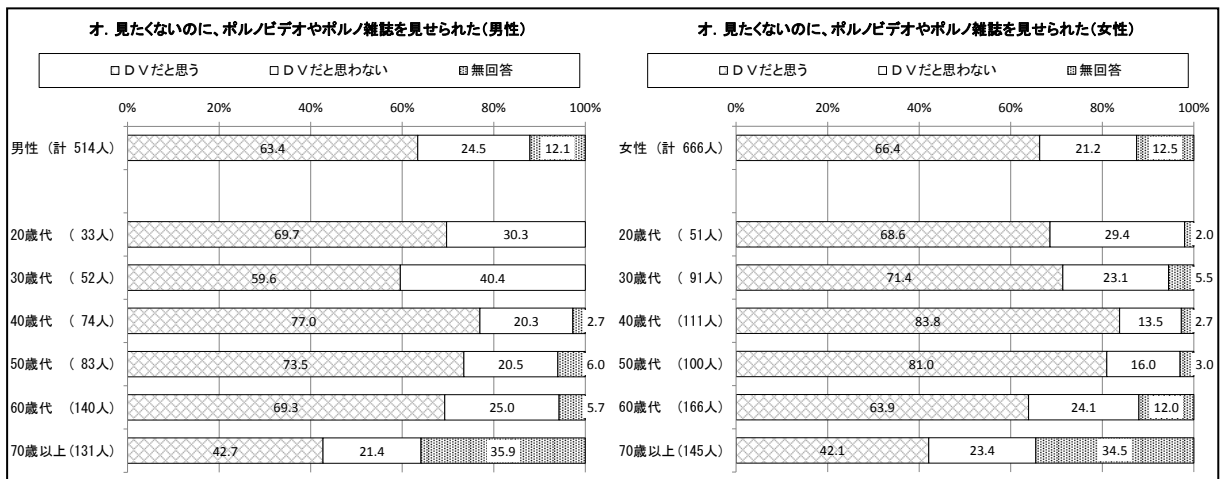 オ. 見たくないのに、ポルノビデオやポルノ雑誌を見せられた(男性)
ＤＶだと思う ＤＶだと思わない 無回答
0% 20% 40% 60% 80% 100%
男性 (計 514人) 63.4 24.5 12.1
20歳代 ( 33人) 69.7 30.3
30歳代 ( 52人) 59.6 40.4
40歳代 ( 74人) 77.0 20.3 2.7
50歳代 ( 83人) 73.5 20.5 6.0
60歳代 (140人) 69.3 25.0 5.7
70歳以上(131人) 42.7 21.4 35.9
オ. 見たくないのに、ポルノビデオやポルノ雑誌を見せられた(女性)
ＤＶだと思う ＤＶだと思わない 無回答
0% 20% 40% 60% 80% 100%
女性 (計 666人) 66.4 21.2 12.5
20歳代 ( 51人) 68.6 29.4 2.0
30歳代 ( 91人) 71.4 23.1 5.5
40歳代 (111人) 83.8 13.5 2.7
50歳代 (100人) 81.0 16.0 3.0
60歳代 (166人) 63.9 24.1 12.0
70歳以上(145人) 42.1 23.4 34.5